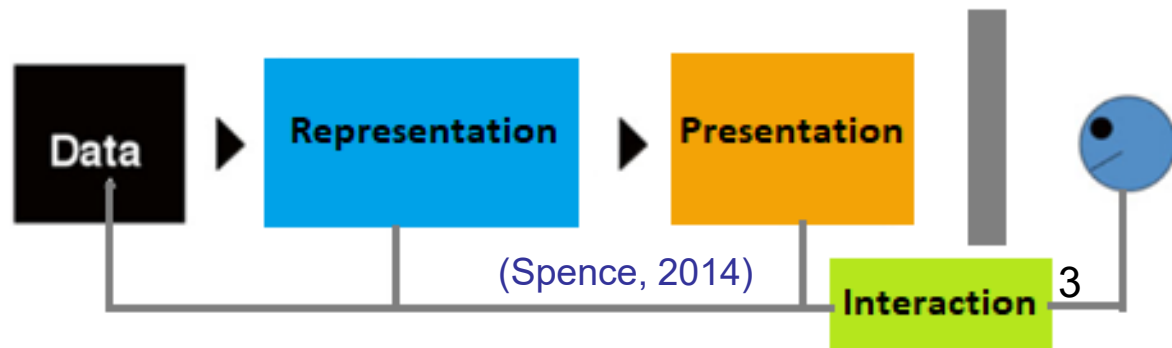 Data
Representation
Presentation
(Spence, 2014)
Interaction
3